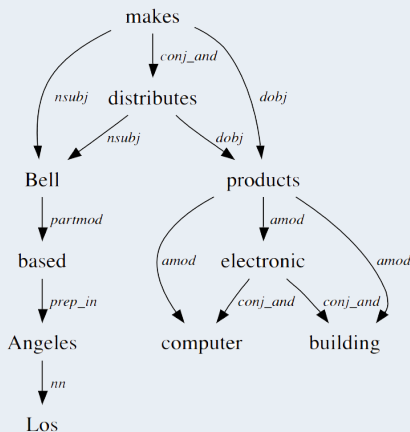 makes
conj_and
nsubj
distributes
dobj
nsubj
dobj
Bell
products
partmod
amod
based
amod
electronic
amod
prep_in
conj_and
conj_and
Angeles
computer
building
nn
Los